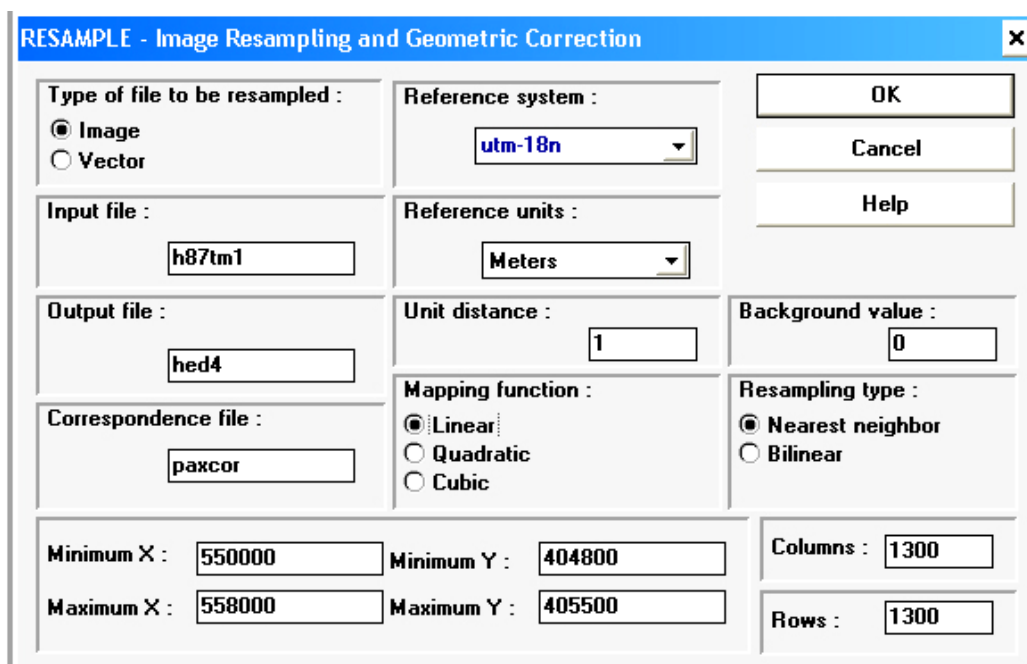 RESAMPLE - Image Resampling and Geometric Correction
Type of file to be resampled :
Image
Vector
Reference system :
utm-18n
OK
Cancel
Help
Input file :
h87tm1
Reference units :
Meters
Output file :
hed4
Unit distance :
1
Background value :
0
Correspondence file :
paxcor
Mapping function :
Linear
Quadratic
Cubic
Resampling type :
Nearest neighbor
Bilinear
Minimum X : 550000 Minimum Y : 404800
Maximum X : 558000 Maximum Y : 405500
Columns : 1300
Rows : 1300